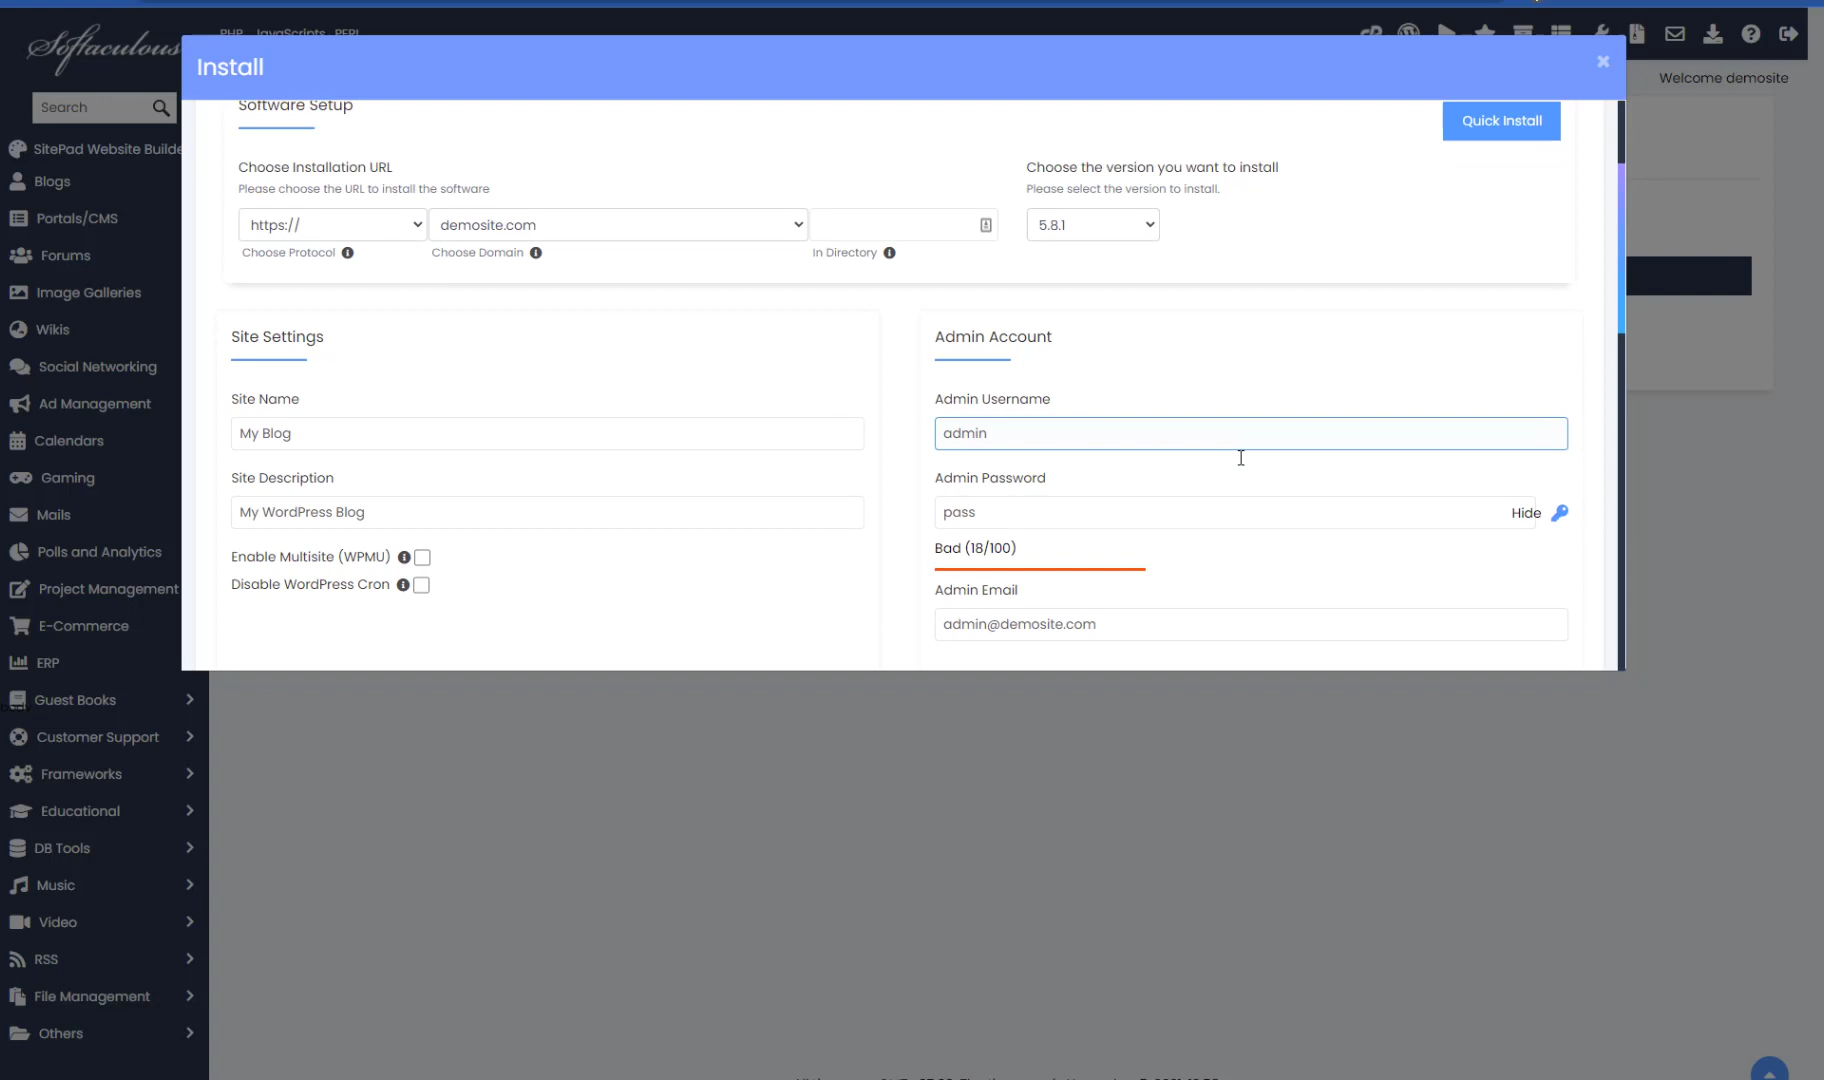 Softaculous
PHP JavaScripts PERL
Install
×
Welcome demosite
Search
SitePad Website Builde
Blogs
Portals/CMS
Forums
Image Galleries
Wikis
Social Networking
Ad Management
Calendars
Gaming
Mails
Polls and Analytics
Project Management
E-Commerce
ERP
Guest Books
Customer Support
Frameworks
Educational
DB Tools
Music
Video
RSS
File Management
Others
Software Setup
Quick Install
Choose Installation URL
Please choose the URL to install the software
https://
demosite.com
Choose Protocol
Choose Domain
In Directory
Choose the version you want to install
Please select the version to install.
5.8.1
Site Settings
Site Name
My Blog
Site Description
My WordPress Blog
Enable Multisite (WPMU)
Disable WordPress Cron
Admin Account
Admin Username
admin
Admin Password
pass
Hide
Bad (18/100)
Admin Email
admin@demosite.com